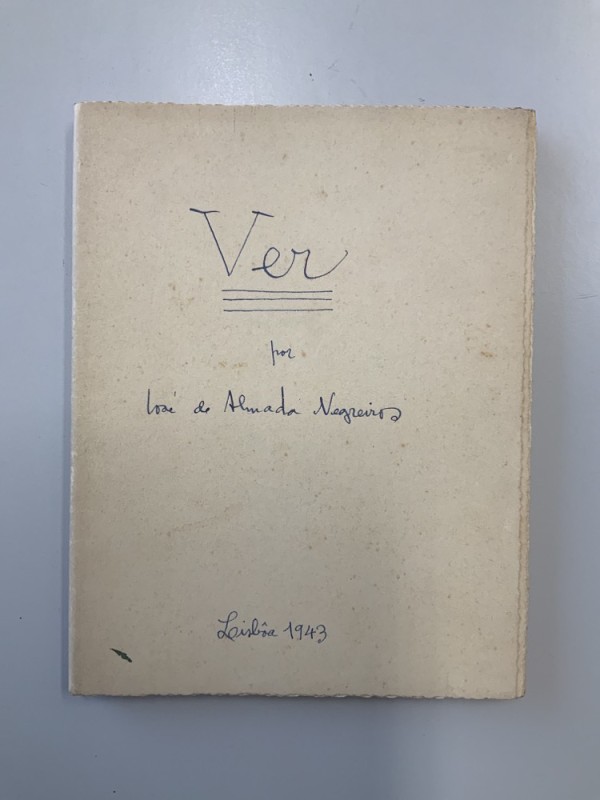 Ver
por
José de Almada Negreiros
Lisbôa 1943